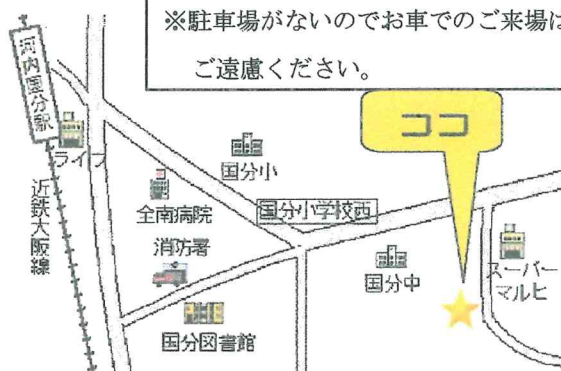 ※駐車場がないのでお車でのご来場は
ご遠慮ください。
河内国分駅
ココ
ライフ
国分小
近鉄大阪線
全南病院
国分小学校西
消防署
国分中
スーパー
マルヒ
国分図書館